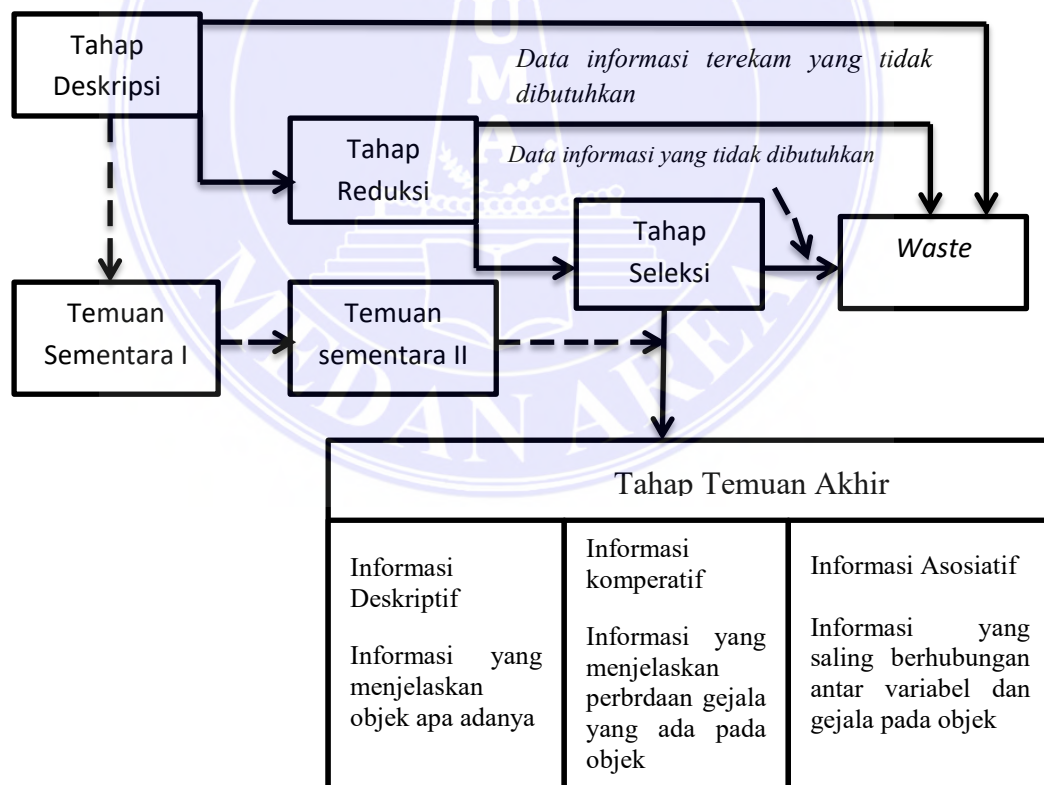 Tahap
Deskripsi
Data informasi terekam yang tidak
dibutuhkan
Tahap
Reduksi
Data informasi yang tidak dibutuhkan
Tahap
Seleksi
Waste
Temuan
Sementara I
Temuan
sementara II
UMA
MEDAN AREA
Tahap Temuan Akhir
Informasi
Deskriptif
Informasi yang
menjelaskan
objek apa adanya
Informasi
komperatif
Informasi yang
menjelaskan
perbrdaan gejala
yang ada pada
objek
Informasi Asosiatif
Informasi yang
saling berhubungan
antar variabel dan
gejala pada objek